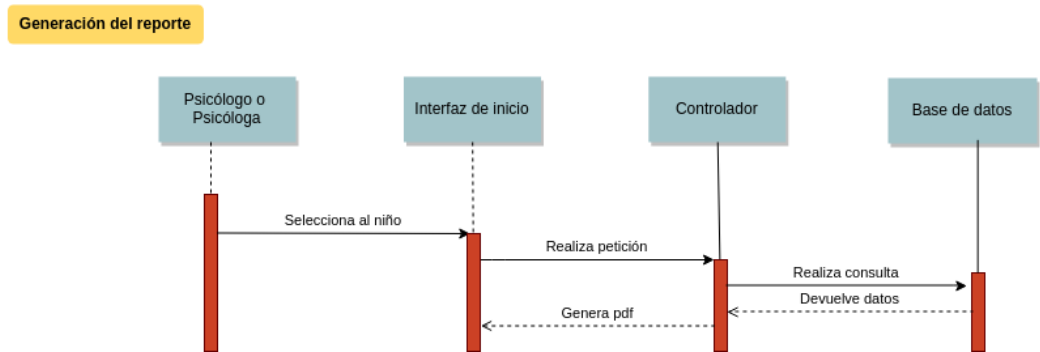 Generación del reporte
Psicólogo o
Psicóloga
Interfaz de inicio
Controlador
Base de datos
Selecciona al niño
Realiza petición
Realiza consulta
Devuelve datos
Genera pdf